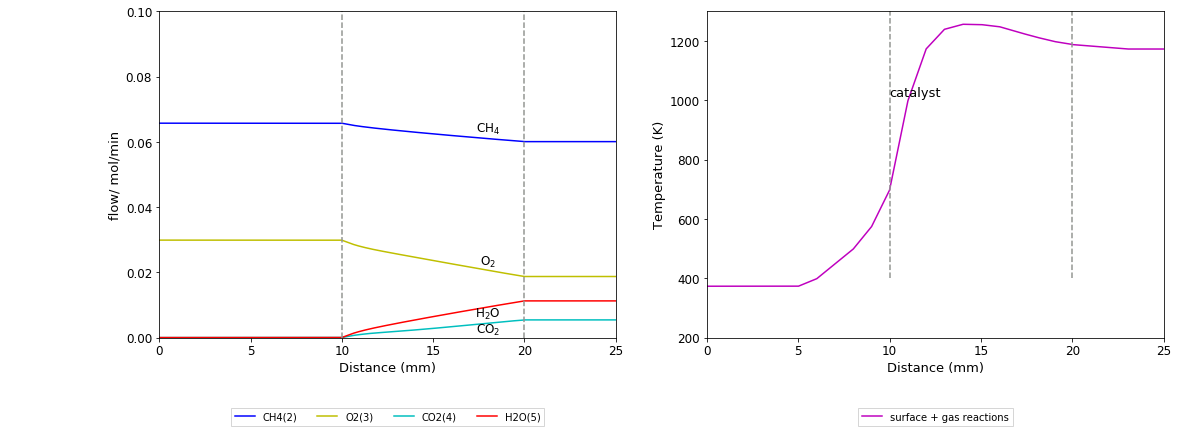 flow/ mol/min
0.10
0.08
0.06
0.04
0.02
0.00
CH4
O2
H2O
CO2
0 5 10 15 20 25
Distance (mm)
CH4(2) O2(3) CO2(4) H2O(5)
Temperature (K)
1200
1000
800
600
400
200
catalyst
0 5 10 15 20 25
Distance (mm)
surface + gas reactions